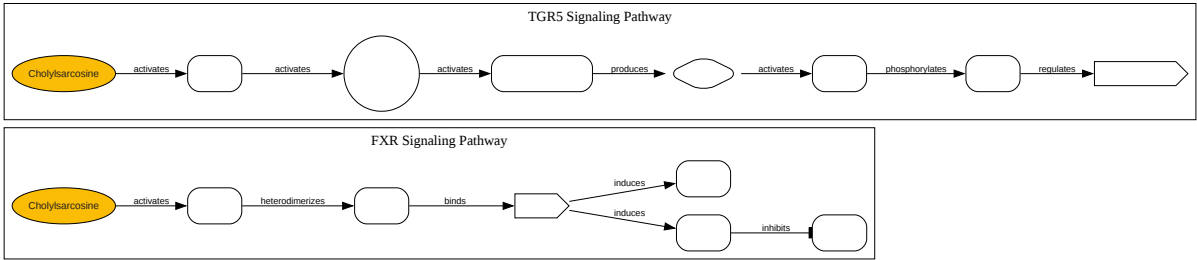 TGR5 Signaling Pathway
Cholylsarcosine
activates
activates
activates
produces
activates
phosphorylates
regulates
FXR Signaling Pathway
Cholylsarcosine
activates
heterodimerizes
binds
induces
induces
inhibits